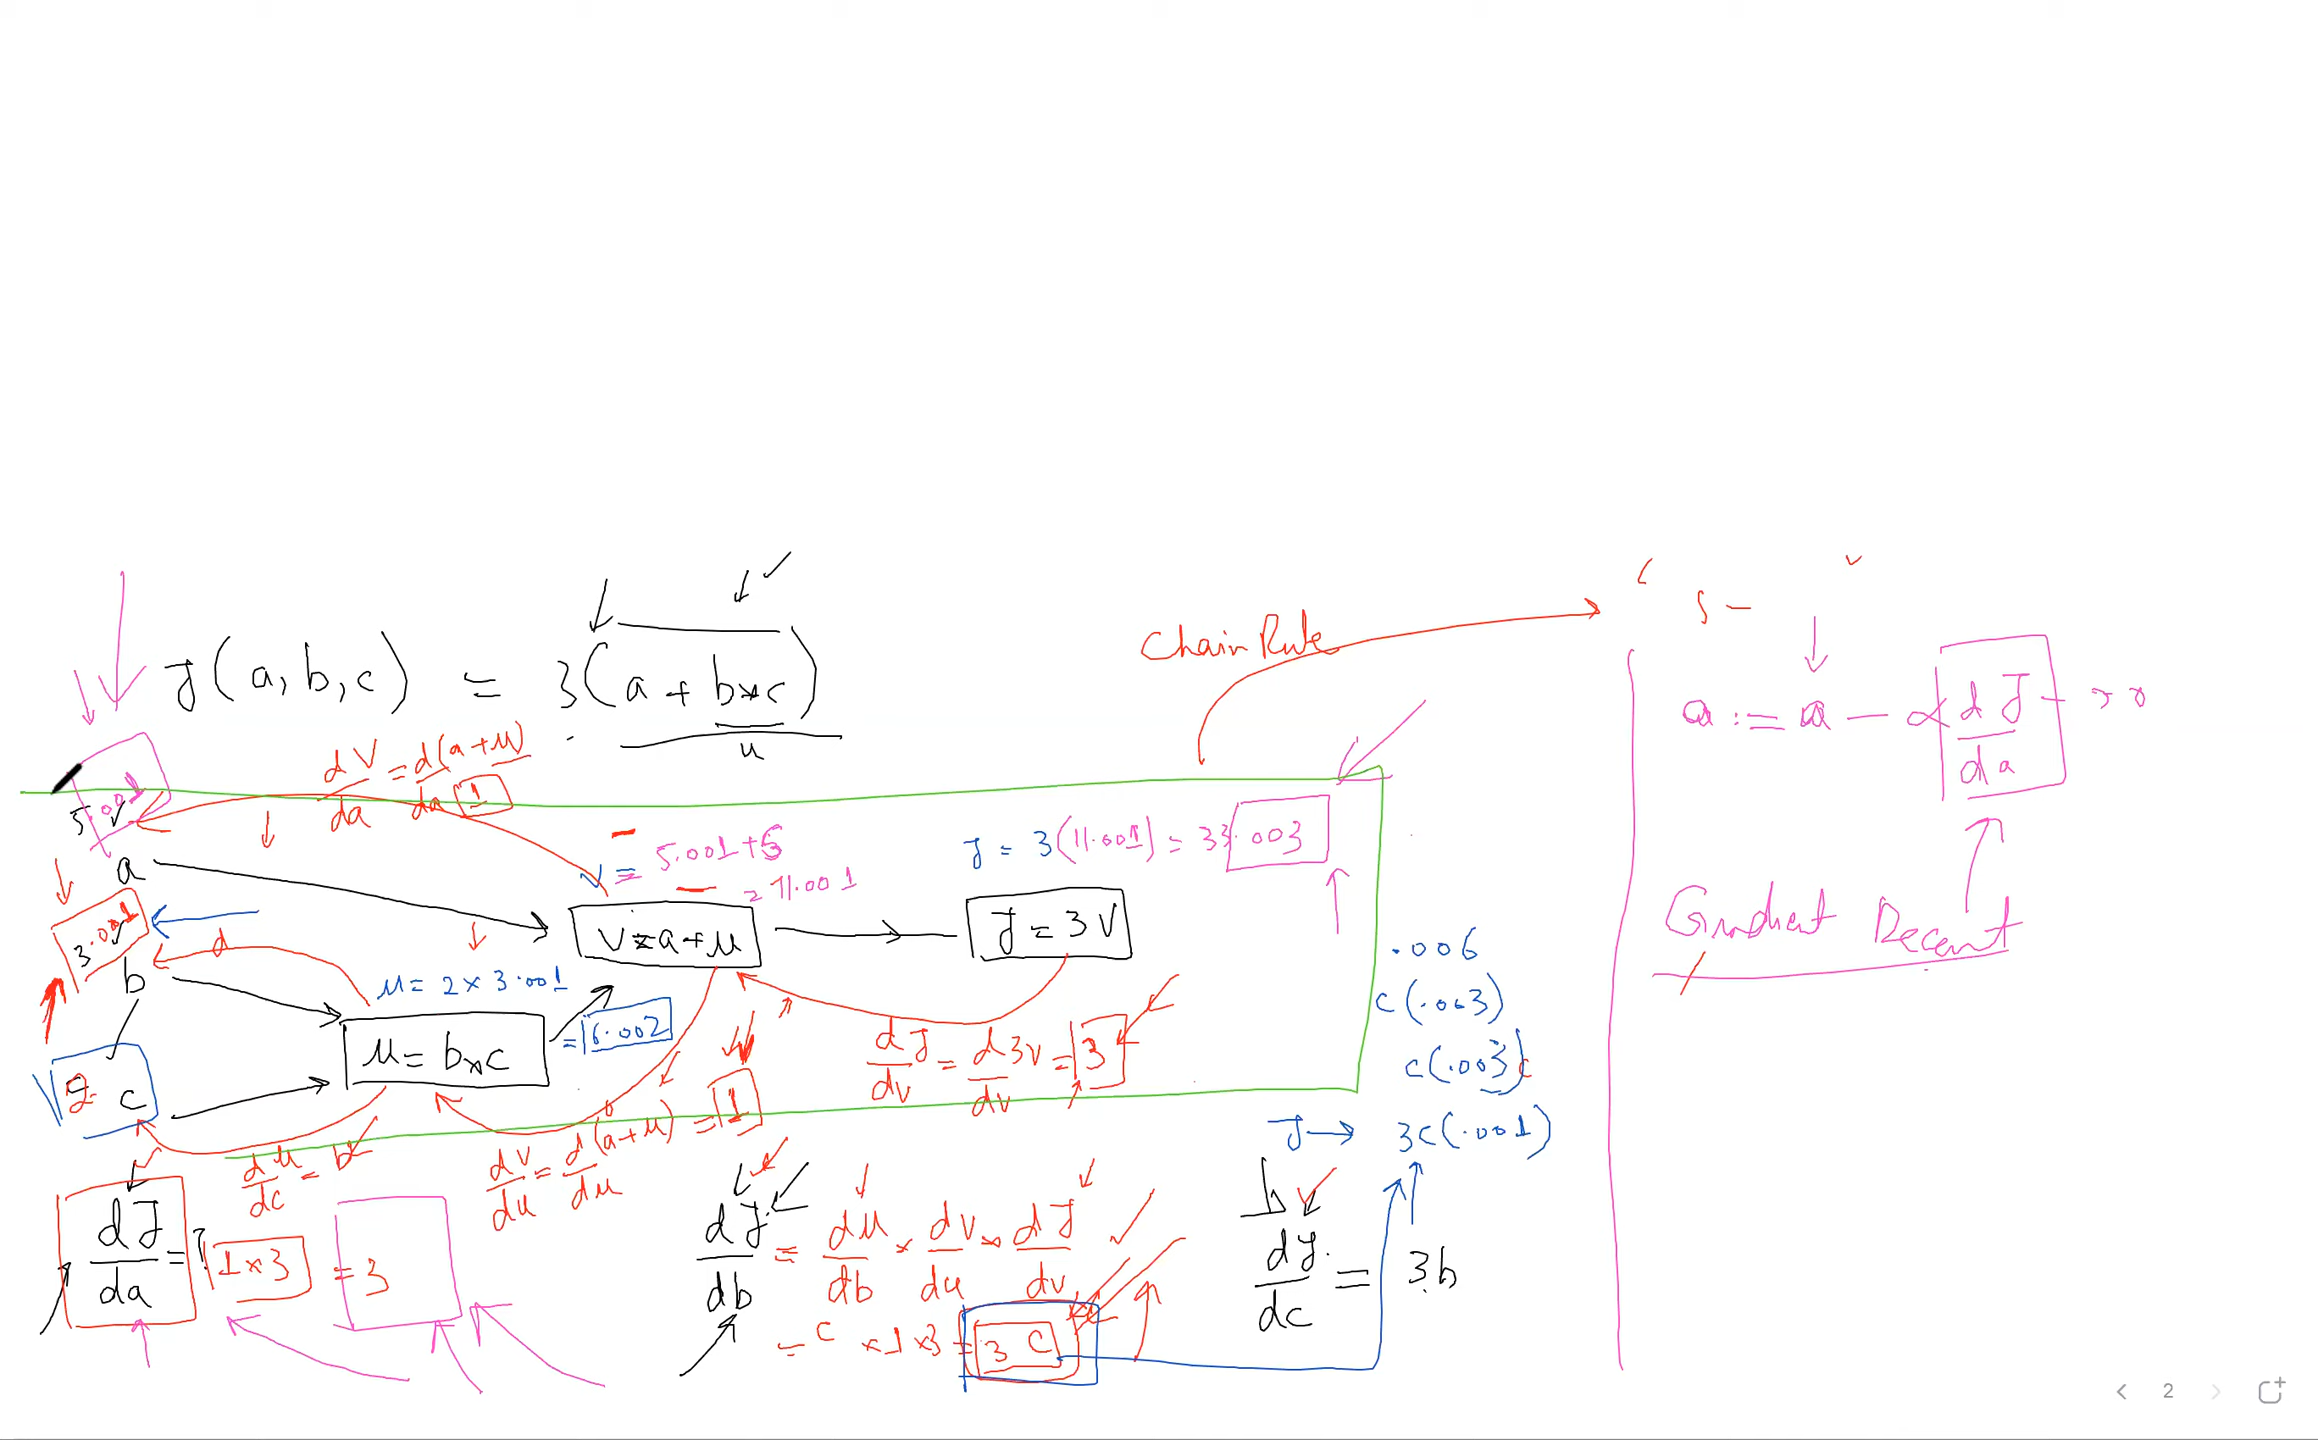 J(a,b,c) = 3(a + b*c)
u
Chain Rule
a := a - α dJ/da
Gradient Decent
dV/da = d(a+u)/da 1
5.001
a
V = 5.001+6
= 11.001
J = 3(11.001) = 33.003
3.001
b
d
u = 2 x 3.001
= 6.002
V = a + u
J = 3V
2
c
u = b*c
dJ/dv = d3v/dv = 3
.006
c(.003)
c(.003)
J → 3c(.001)
du/dc = b
dv/du = d(a+u)/du = 1
dJ/da = ? 1x3 = 3
dJ/db = du/db * dv/du * dJ/dv
= c x 1 x 3 = 3c
b
dJ/dc = 3b
2